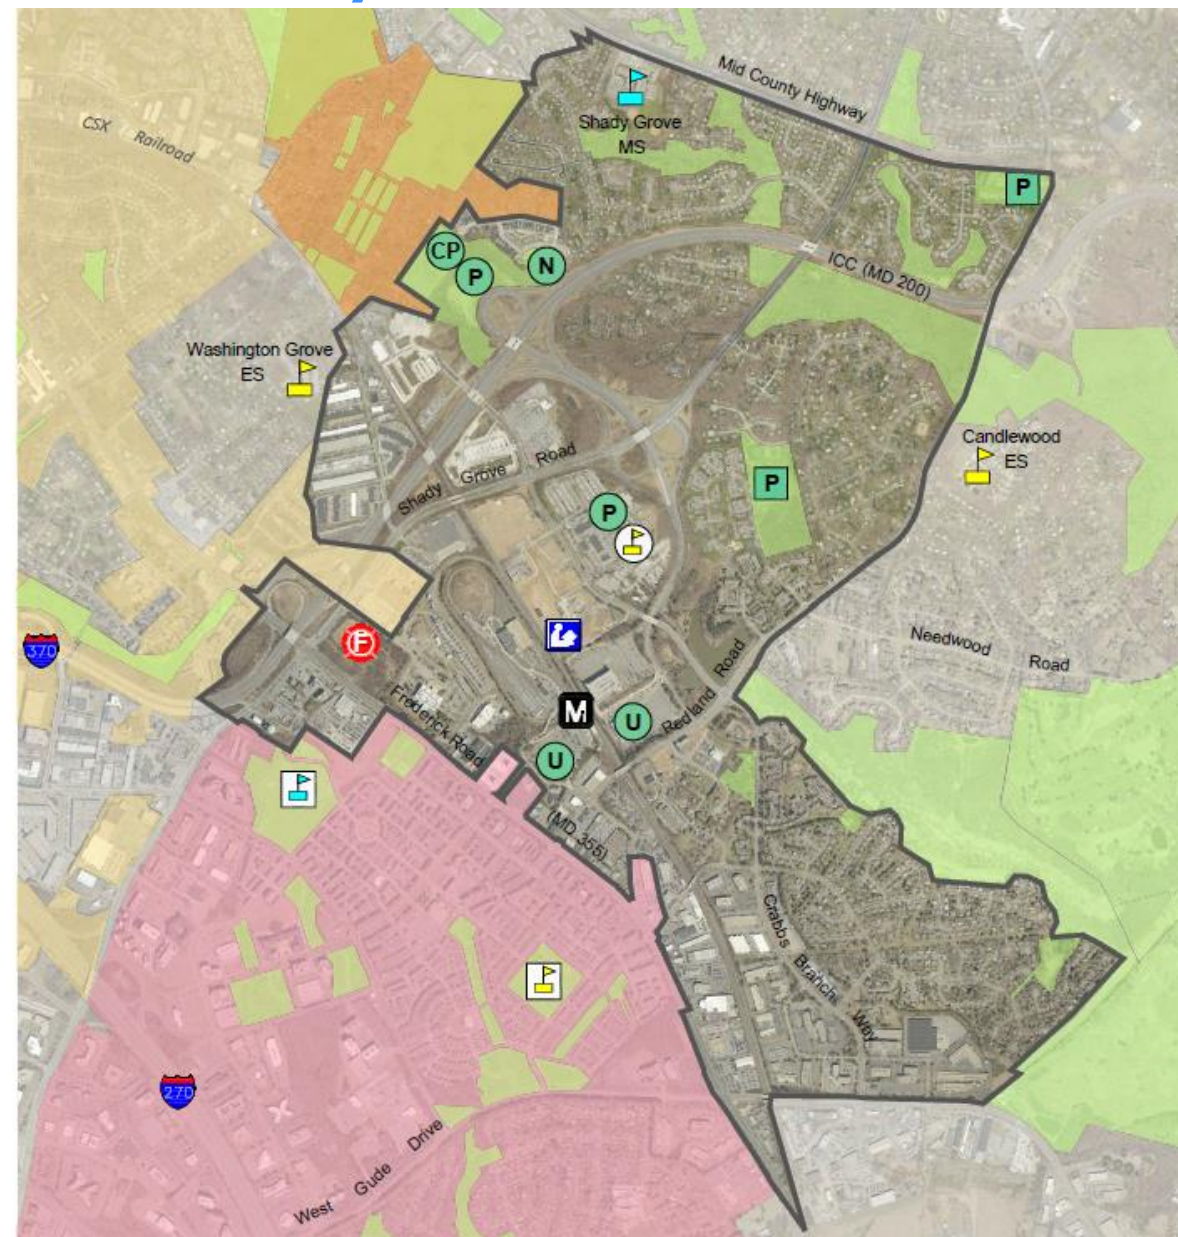 Mid County Highway
Shady Grove
MS
CSX Railroad
P
CP
P
N
ICC (MD 200)
Washington Grove
ES
Candlewood
ES
Shady Grove Road
P
P
370
F
Needwood Road
Frederick Road
M
U
Redland Road
U
(MD 355)
Crabbs Branch Way
270
West Gude Drive